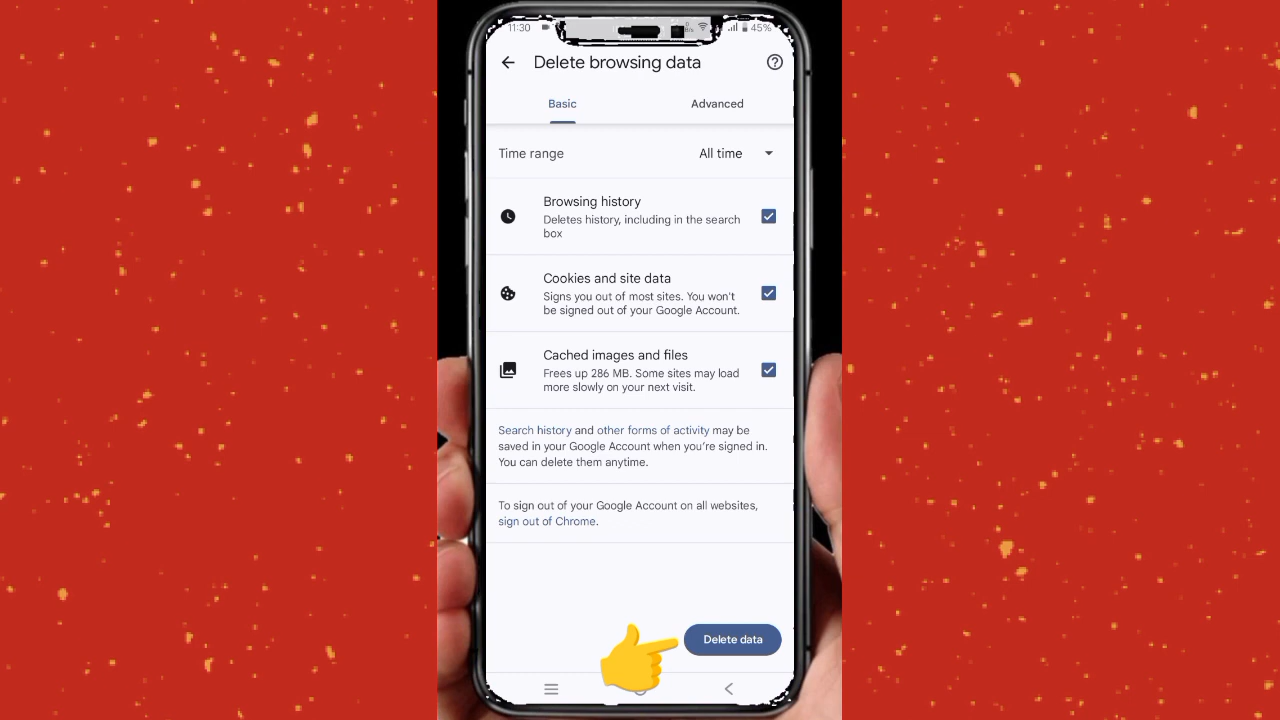 11:30
45%
Delete browsing data
Basic
Advanced
Time range
All time
Browsing history
Deletes history, including in the search
box
Cookies and site data
Signs you out of most sites. You won't
be signed out of your Google Account.
Cached images and files
Frees up 286 MB. Some sites may load
more slowly on your next visit.
Search history and other forms of activity may be
saved in your Google Account when you're signed in.
You can delete them anytime.
To sign out of your Google Account on all websites,
sign out of Chrome.
Delete data